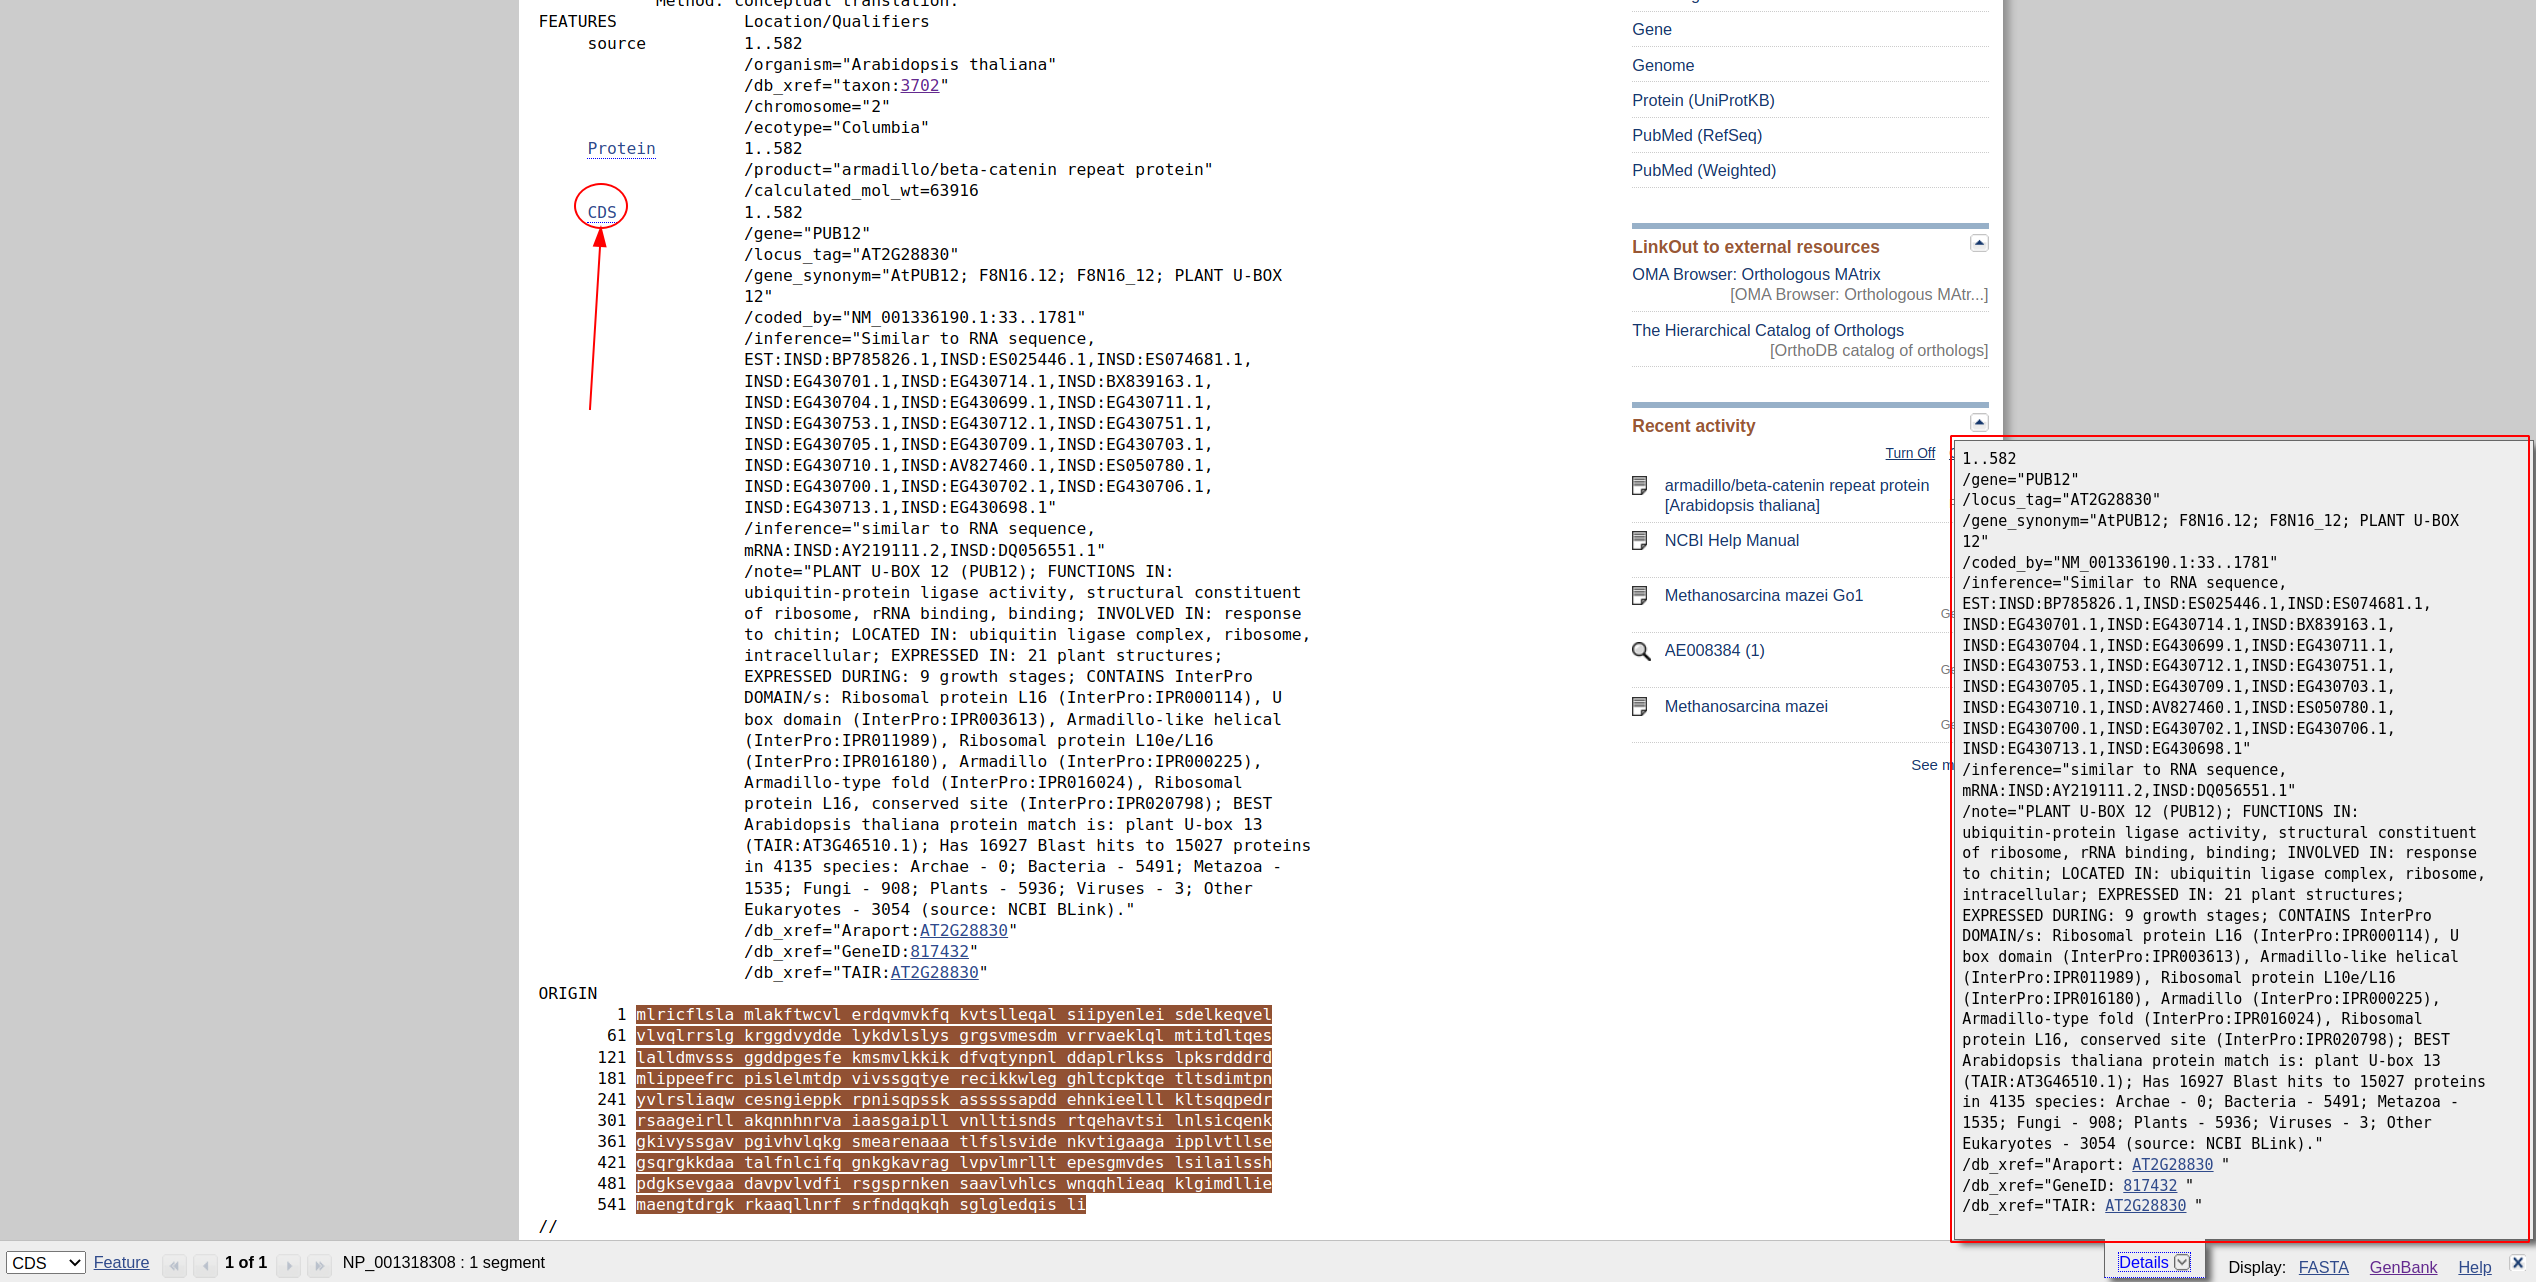 Method: conceptual translation.
FEATURES Location/Qualifiers
source 1..582
/organism="Arabidopsis thaliana"
/db_xref="taxon:3702"
/chromosome="2"
/ecotype="Columbia"
Protein 1..582
/product="armadillo/beta-catenin repeat protein"
/calculated_mol_wt=63916
CDS 1..582
/gene="PUB12"
/locus_tag="AT2G28830"
/gene_synonym="AtPUB12; F8N16.12; F8N16_12; PLANT U-BOX
12"
/coded_by="NM_001336190.1:33..1781"
/inference="Similar to RNA sequence,
EST:INSD:BP785826.1,INSD:ES025446.1,INSD:ES074681.1,
INSD:EG430701.1,INSD:EG430714.1,INSD:BX839163.1,
INSD:EG430704.1,INSD:EG430699.1,INSD:EG430711.1,
INSD:EG430753.1,INSD:EG430712.1,INSD:EG430751.1,
INSD:EG430705.1,INSD:EG430709.1,INSD:EG430703.1,
INSD:EG430710.1,INSD:AV827460.1,INSD:ES050780.1,
INSD:EG430700.1,INSD:EG430702.1,INSD:EG430706.1,
INSD:EG430713.1,INSD:EG430698.1"
/inference="similar to RNA sequence,
mRNA:INSD:AY219111.2,INSD:DQ056551.1"
/note="PLANT U-BOX 12 (PUB12); FUNCTIONS IN:
ubiquitin-protein ligase activity, structural constituent
of ribosome, rRNA binding, binding; INVOLVED IN: response
to chitin; LOCATED IN: ubiquitin ligase complex, ribosome,
intracellular; EXPRESSED IN: 21 plant structures;
EXPRESSED DURING: 9 growth stages; CONTAINS InterPro
DOMAIN/s: Ribosomal protein L16 (InterPro:IPR000114), U
box domain (InterPro:IPR003613), Armadillo-like helical
(InterPro:IPR011989), Ribosomal protein L10e/L16
(InterPro:IPR016180), Armadillo (InterPro:IPR000225),
Armadillo-type fold (InterPro:IPR016024), Ribosomal
protein L16, conserved site (InterPro:IPR020798); BEST
Arabidopsis thaliana protein match is: plant U-box 13
(TAIR:AT3G46510.1); Has 16927 Blast hits to 15027 proteins
in 4135 species: Archae - 0; Bacteria - 5491; Metazoa -
1535; Fungi - 908; Plants - 5936; Viruses - 3; Other
Eukaryotes - 3054 (source: NCBI BLink)."
/db_xref="Araport:AT2G28830"
/db_xref="GeneID:817432"
/db_xref="TAIR:AT2G28830"
ORIGIN
1 mlricflsla mlakftwcvl erdqvmvkfq kvtslleqal siipyenlei sdelkeqvel
61 vlvqlrrslg krggdvydde lykdvlslys grgsvmesdm vrrvaeklql mtitdltqes
121 lalldmvsss ggddpgesfe kmsmvlkkik dfvqtynpnl ddaplrlkss lpksrdddrd
181 mlippeefrc pislelmtdp vivssgqtye recikkwleg ghltcpktqe tltsdimtpn
241 yvlrsliaqw cesngieppk rpnisqpssk asssssapdd ehnkieelll kltsqqpedr
301 rsaageirll akqnnhnrva iaasgaipll vnlltisnds rtqehavtsi lnlsicqenk
361 gkivyssgav pgivhvlqkg smearenaaa tlfslsvide nkvtigaaga ipplvtllse
421 gsqrgkkdaa talfnlcifq gnkgkavrag lvpvlmrllt epesgmvdes lsilailssh
481 pdgksevgaa davpvlvdfi rsgsprnken saavlvhlcs wnqqhlieaq klgimdllie
541 maengtdrgk rkaaqllnrf srfndqqkqh sglgledqis li
//
Gene
Genome
Protein (UniProtKB)
PubMed (RefSeq)
PubMed (Weighted)
LinkOut to external resources
OMA Browser: Orthologous MAtrix
[OMA Browser: Orthologous MAtr...]
The Hierarchical Catalog of Orthologs
[OrthoDB catalog of orthologs]
Recent activity
Turn Off
armadillo/beta-catenin repeat protein
[Arabidopsis thaliana]
NCBI Help Manual
Methanosarcina mazei Go1
AE008384 (1)
Methanosarcina mazei
See
1..582
/gene="PUB12"
/locus_tag="AT2G28830"
/gene_synonym="AtPUB12; F8N16.12; F8N16_12; PLANT U-BOX
12"
/coded_by="NM_001336190.1:33..1781"
/inference="Similar to RNA sequence,
EST:INSD:BP785826.1,INSD:ES025446.1,INSD:ES074681.1,
INSD:EG430701.1,INSD:EG430714.1,INSD:BX839163.1,
INSD:EG430704.1,INSD:EG430699.1,INSD:EG430711.1,
INSD:EG430753.1,INSD:EG430712.1,INSD:EG430751.1,
INSD:EG430705.1,INSD:EG430709.1,INSD:EG430703.1,
INSD:EG430710.1,INSD:AV827460.1,INSD:ES050780.1,
INSD:EG430700.1,INSD:EG430702.1,INSD:EG430706.1,
INSD:EG430713.1,INSD:EG430698.1"
/inference="similar to RNA sequence,
mRNA:INSD:AY219111.2,INSD:DQ056551.1"
/note="PLANT U-BOX 12 (PUB12); FUNCTIONS IN:
ubiquitin-protein ligase activity, structural constituent
of ribosome, rRNA binding, binding; INVOLVED IN: response
to chitin; LOCATED IN: ubiquitin ligase complex, ribosome,
intracellular; EXPRESSED IN: 21 plant structures;
EXPRESSED DURING: 9 growth stages; CONTAINS InterPro
DOMAIN/s: Ribosomal protein L16 (InterPro:IPR000114), U
box domain (InterPro:IPR003613), Armadillo-like helical
(InterPro:IPR011989), Ribosomal protein L10e/L16
(InterPro:IPR016180), Armadillo (InterPro:IPR000225),
Armadillo-type fold (InterPro:IPR016024), Ribosomal
protein L16, conserved site (InterPro:IPR020798); BEST
Arabidopsis thaliana protein match is: plant U-box 13
(TAIR:AT3G46510.1); Has 16927 Blast hits to 15027 proteins
in 4135 species: Archae - 0; Bacteria - 5491; Metazoa -
1535; Fungi - 908; Plants - 5936; Viruses - 3; Other
Eukaryotes - 3054 (source: NCBI BLink)."
/db_xref="Araport: AT2G28830 "
/db_xref="GeneID: 817432 "
/db_xref="TAIR: AT2G28830 "
CDS Feature 1 of 1 NP_001318308 : 1 segment Details Display: FASTA GenBank Help